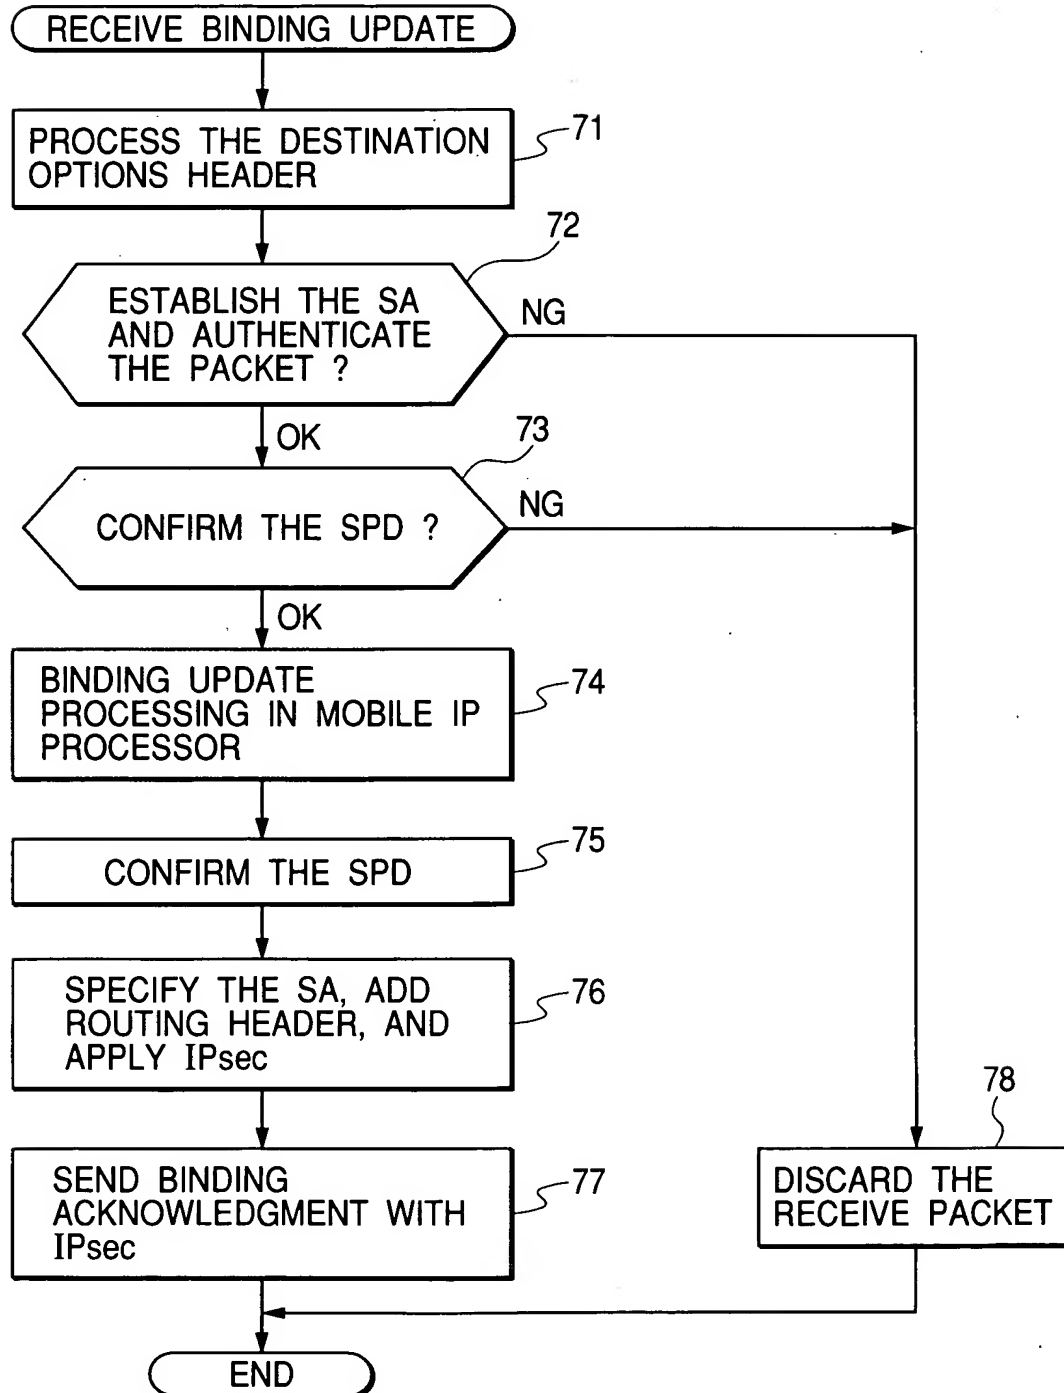 RECEIVE BINDING UPDATE
PROCESS THE DESTINATION
OPTIONS HEADER
71
72
ESTABLISH THE SA
AND AUTHENTICATE
THE PACKET ?
NG
OK
73
CONFIRM THE SPD ?
NG
OK
BINDING UPDATE
PROCESSING IN MOBILE IP
PROCESSOR
74
CONFIRM THE SPD
75
SPECIFY THE SA, ADD
ROUTING HEADER, AND
APPLY IPsec
76
SEND BINDING
ACKNOWLEDGMENT WITH
IPsec
77
78
DISCARD THE
RECEIVE PACKET
END